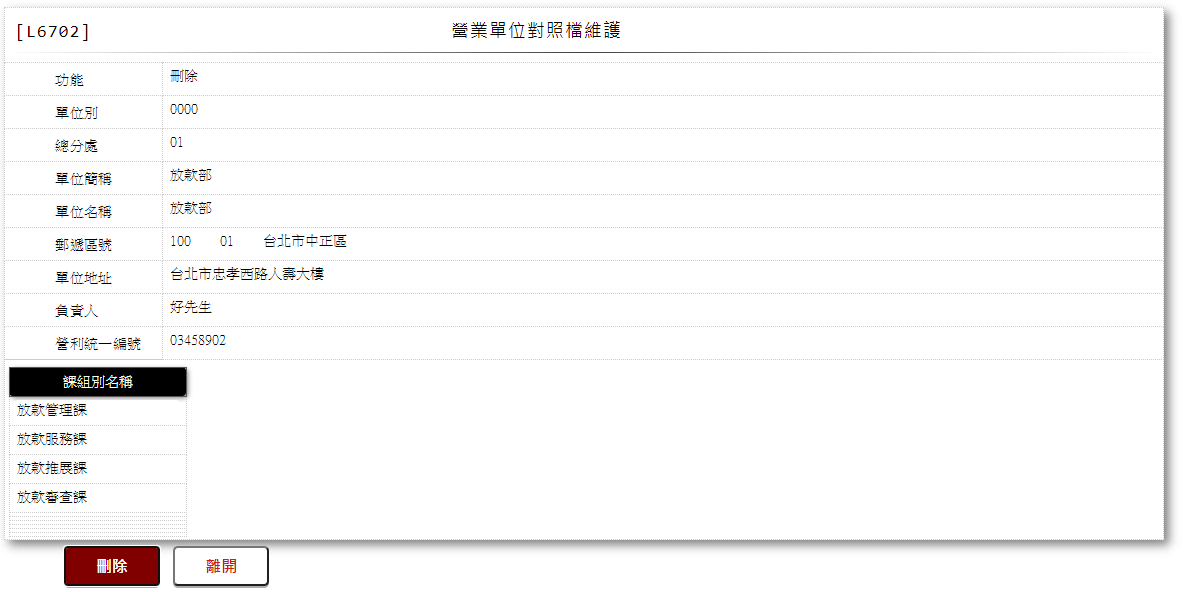 [L6702] 營業單位對照檔維護
功能 刪除
單位別 0000
總分處 01
單位簡稱 放款部
單位名稱 放款部
郵遞區號 100 01 台北市中正區
單位地址 台北市忠孝西路人壽大樓
負責人 好先生
營利統一編號 03458902
課組別名稱
放款管理課
放款服務課
放款推展課
放款審查課
刪除 離開